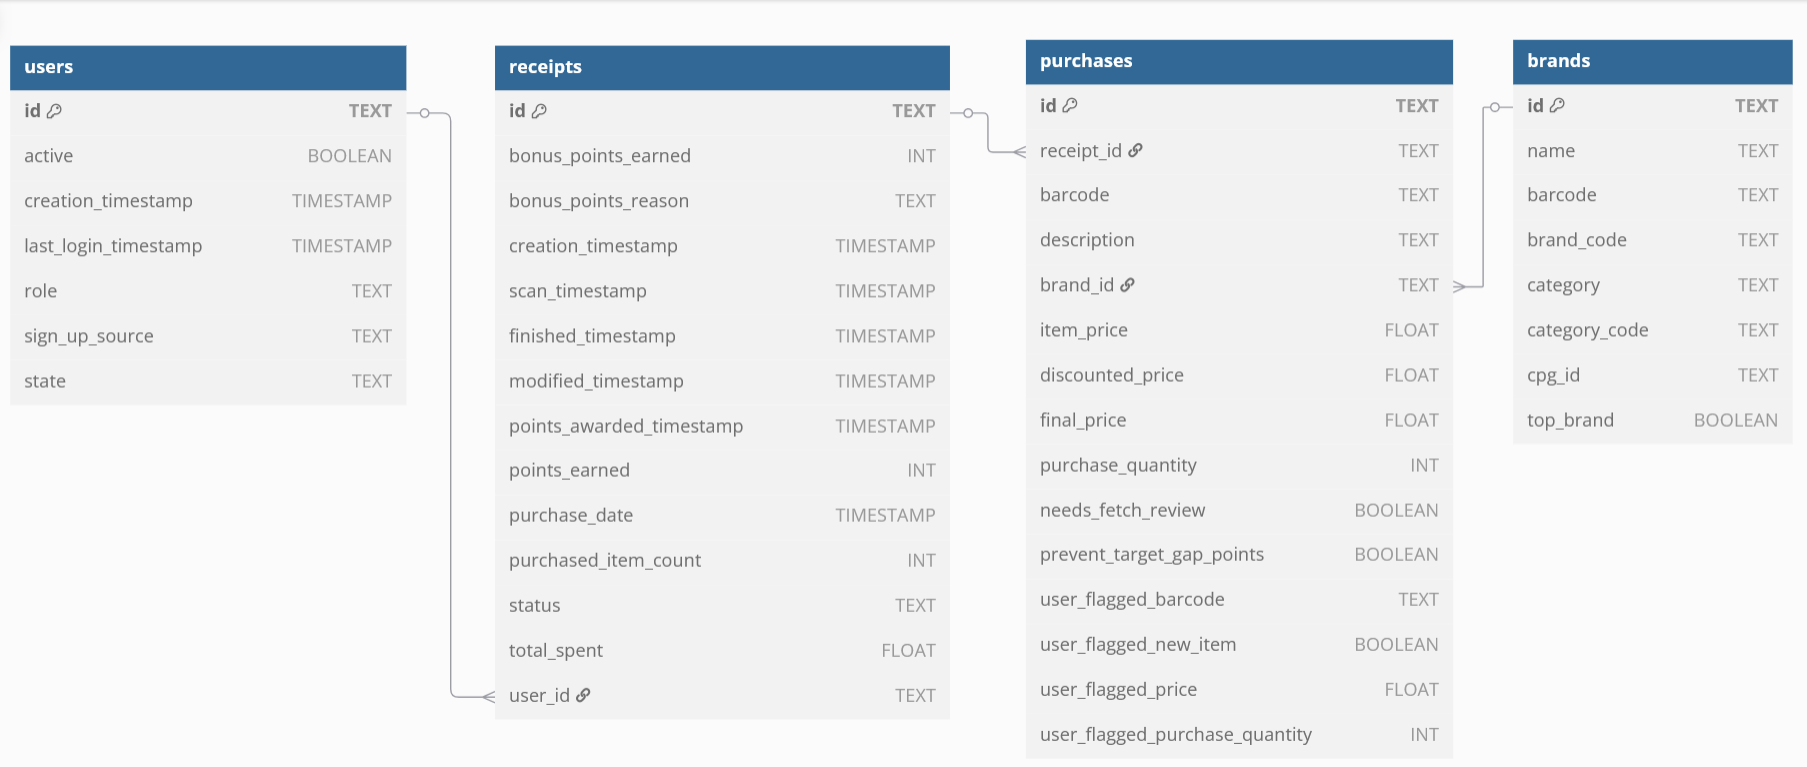 users
id TEXT
active BOOLEAN
creation_timestamp TIMESTAMP
last_login_timestamp TIMESTAMP
role TEXT
sign_up_source TEXT
state TEXT
receipts
id TEXT
bonus_points_earned INT
bonus_points_reason TEXT
creation_timestamp TIMESTAMP
scan_timestamp TIMESTAMP
finished_timestamp TIMESTAMP
modified_timestamp TIMESTAMP
points_awarded_timestamp TIMESTAMP
points_earned INT
purchase_date TIMESTAMP
purchased_item_count INT
status TEXT
total_spent FLOAT
user_id TEXT
purchases
id TEXT
receipt_id TEXT
barcode TEXT
description TEXT
brand_id TEXT
item_price FLOAT
discounted_price FLOAT
final_price FLOAT
purchase_quantity INT
needs_fetch_review BOOLEAN
prevent_target_gap_points BOOLEAN
user_flagged_barcode TEXT
user_flagged_new_item BOOLEAN
user_flagged_price FLOAT
user_flagged_purchase_quantity INT
brands
id TEXT
name TEXT
barcode TEXT
brand_code TEXT
category TEXT
category_code TEXT
cpg_id TEXT
top_brand BOOLEAN